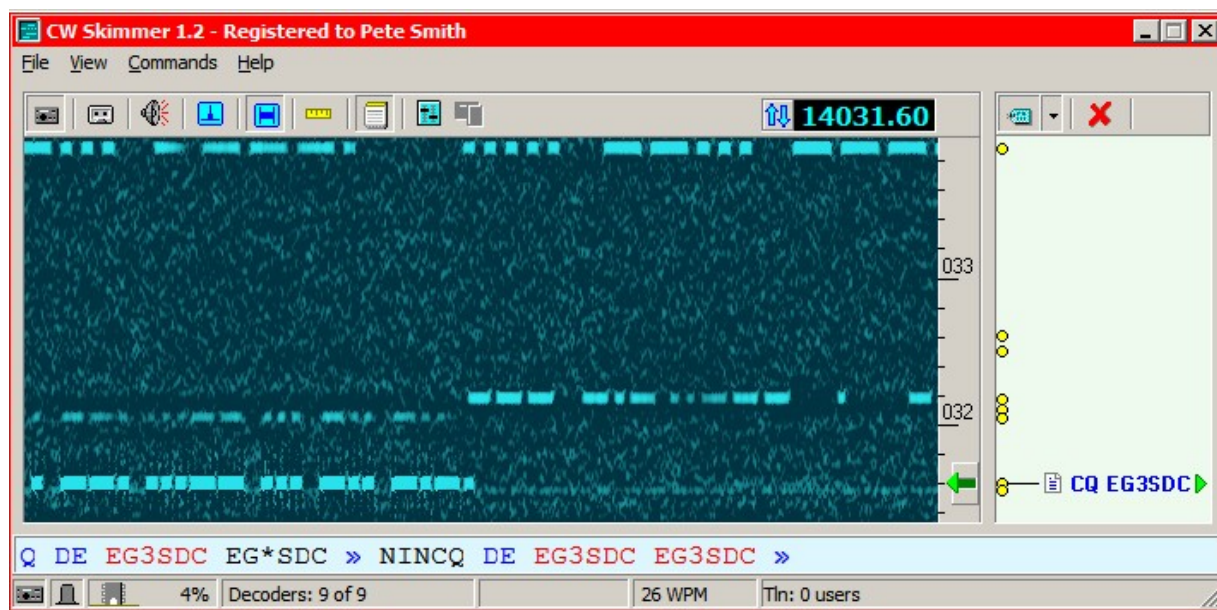 CW Skimmer 1.2 - Registered to Pete Smith
File View Commands Help
14031.60
033
032
CQ EG3SDC
Q DE EG3SDC EG*SDC » NINCQ DE EG3SDC EG3SDC »
4% Decoders: 9 of 9 26 WPM Tln: 0 users